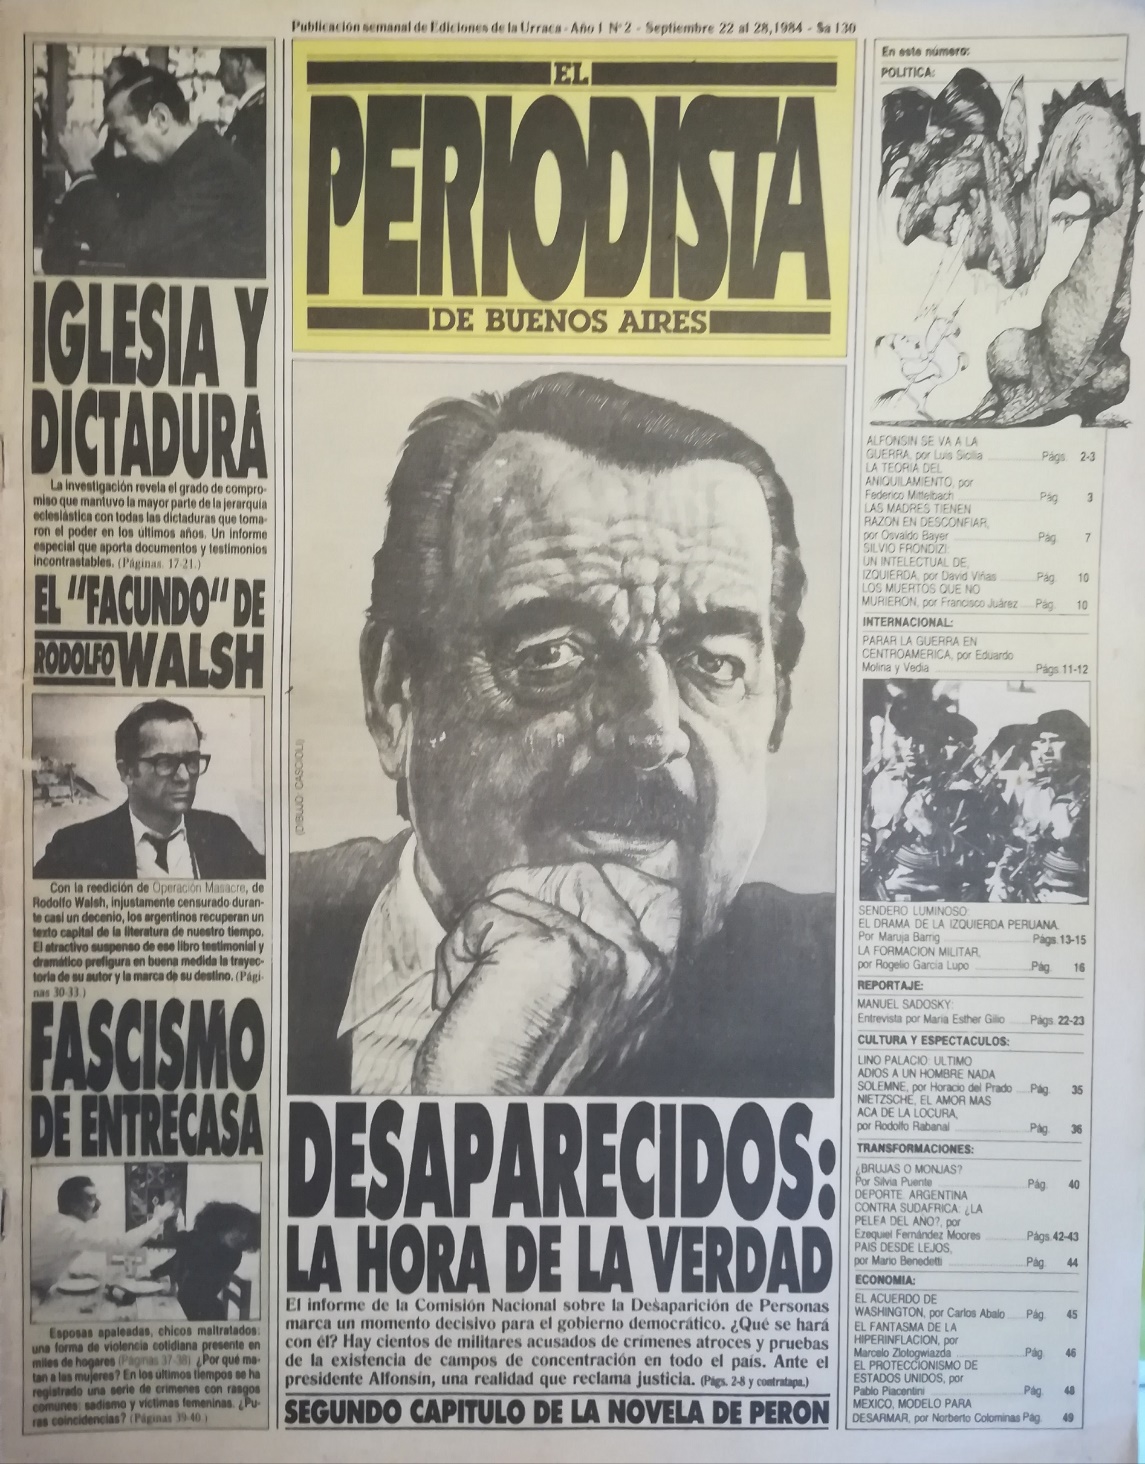 Publicación semanal de Ediciones de la Urraca - Año 1 Nº 2 - Septiembre 22 al 28, 1984 - $a 130
EL
PERIODISTA
DE BUENOS AIRES
IGLESIA Y
DICTADURA
La investigación revela el grado de compro-
miso que mantuvo la mayor parte de la jerarquía
eclesiástica con todas las dictaduras que toma-
ron el poder en los últimos años. Un informe
especial que aporta documentos y testimonios
incontrastables. (Páginas. 17-21.)
EL "FACUNDO" DE
RODOLFO WALSH
Con la reedición de Operación Masacre, de
Rodolfo Walsh, injustamente censurado duran-
te casi un decenio, los argentinos recuperan un
texto capital de la literatura de nuestro tiempo.
El atractivo suspenso de ese libro testimonial y
dramático prefigura en buena medida la trayec-
toria de su autor y la marca de su destino. (Pági-
nas 30-33.)
FASCISMO
DE ENTRECASA
Esposas apaleadas, chicos maltratados:
una forma de violencia cotidiana presente en
miles de hogares (Páginas 37-38) ¿Por qué ma-
tan a las mujeres? En los últimos tiempos se ha
registrado una serie de crímenes con rasgos
comunes: sadismo y víctimas femeninas. ¿Pu-
ras coincidencias? (Páginas 39-40.)
(DIBUJO: CASCIOLI)
DESAPARECIDOS:
LA HORA DE LA VERDAD
El informe de la Comisión Nacional sobre la Desaparición de Personas
marca un momento decisivo para el gobierno democrático. ¿Qué se hará
con él? Hay cientos de militares acusados de crímenes atroces y pruebas
de la existencia de campos de concentración en todo el país. Ante el
presidente Alfonsín, una realidad que reclama justicia. (Págs. 2-8 y contratapa.)
SEGUNDO CAPITULO DE LA NOVELA DE PERON
En este número:
POLITICA:
ALFONSIN SE VA A LA
GUERRA, por Luis Sicilia Págs. 2-3
LA TEORIA DEL
ANIQUILAMIENTO, por
Federico Mittelbach Pág. 3
LAS MADRES TIENEN
RAZON EN DESCONFIAR,
por Osvaldo Bayer Pág. 7
SILVIO FRONDIZI:
UN INTELECTUAL DE
IZQUIERDA, por David Viñas Pág. 10
LOS MUERTOS QUE NO
MURIERON, por Francisco Juárez Pág. 10
INTERNACIONAL:
PARAR LA GUERRA EN
CENTROAMERICA, por Eduardo
Molina y Vedia Págs. 11-12
SENDERO LUMINOSO:
EL DRAMA DE LA IZQUIERDA PERUANA.
Por Maruja Barrig Págs. 13-15
LA FORMACION MILITAR,
por Rogelio García Lupo Pág. 16
REPORTAJE:
MANUEL SADOSKY:
Entrevista por María Esther Gilio Págs. 22-23
CULTURA Y ESPECTACULOS:
LINO PALACIO: ULTIMO
ADIOS A UN HOMBRE NADA
SOLEMNE, por Horacio del Prado Pág. 35
NIETZSCHE, EL AMOR MAS
ACA DE LA LOCURA,
por Rodolfo Rabanal Pág. 36
TRANSFORMACIONES:
¿BRUJAS O MONJAS?
Por Silvia Puente Pág. 40
DEPORTE. ARGENTINA
CONTRA SUDAFRICA: ¿LA
PELEA DEL AÑO?, por
Ezequiel Fernández Moores Págs. 42-43
PAIS DESDE LEJOS,
por Mario Benedetti Pág. 44
ECONOMIA:
EL ACUERDO DE
WASHINGTON, por Carlos Abalo Pág. 45
EL FANTASMA DE LA
HIPERINFLACION, por
Marcelo Zlotogwiazda Pág. 46
EL PROTECCIONISMO DE
ESTADOS UNIDOS, por
Pablo Piacentini Pág. 48
MEXICO, MODELO PARA
DESARMAR, por Norberto Colominas Pág. 49